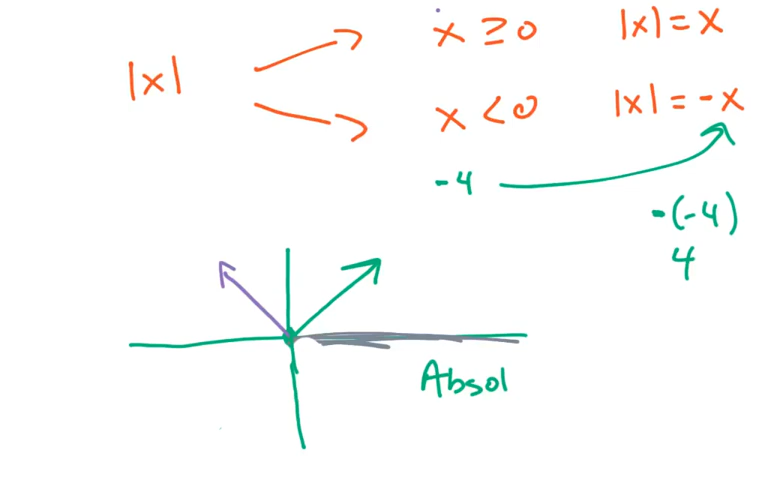 x ≥ 0 |x| = x
|x|
x < 0 |x| = -x
-4
-(-4)
4
Absol